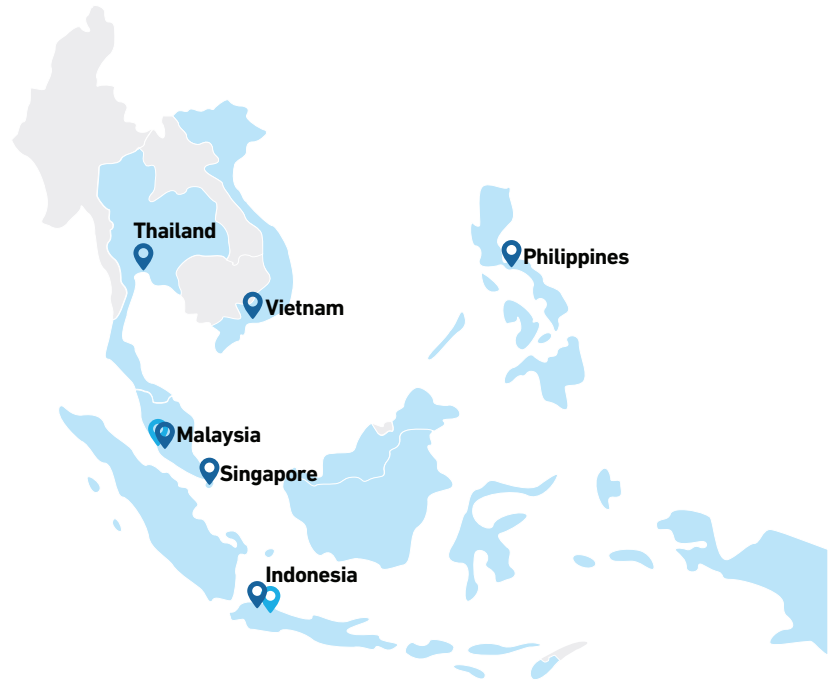 Thailand
Philippines
Vietnam
Malaysia
Singapore
Indonesia